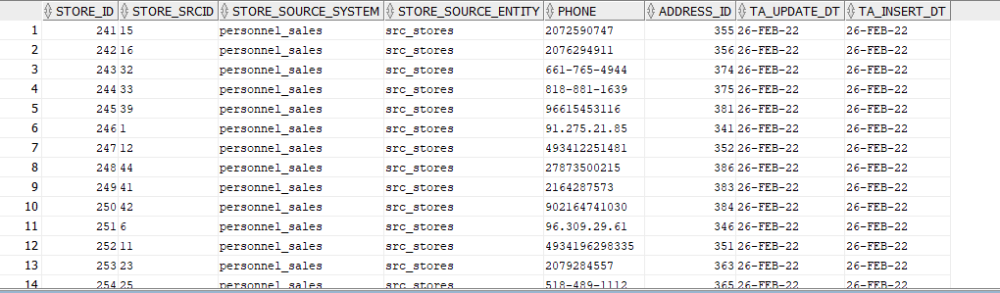 STORE_ID STORE_SRCID STORE_SOURCE_SYSTEM STORE_SOURCE_ENTITY PHONE ADDRESS_ID TA_UPDATE_DT TA_INSERT_DT
1 241 15 personnel_sales src_stores 2072590747 355 26-FEB-22 26-FEB-22
2 242 16 personnel_sales src_stores 2076294911 356 26-FEB-22 26-FEB-22
3 243 32 personnel_sales src_stores 661-765-4944 374 26-FEB-22 26-FEB-22
4 244 33 personnel_sales src_stores 818-881-1639 375 26-FEB-22 26-FEB-22
5 245 39 personnel_sales src_stores 96615453116 381 26-FEB-22 26-FEB-22
6 246 1 personnel_sales src_stores 91.275.21.85 341 26-FEB-22 26-FEB-22
7 247 12 personnel_sales src_stores 493412251481 352 26-FEB-22 26-FEB-22
8 248 44 personnel_sales src_stores 27873500215 386 26-FEB-22 26-FEB-22
9 249 41 personnel_sales src_stores 2164287573 383 26-FEB-22 26-FEB-22
10 250 42 personnel_sales src_stores 902164741030 384 26-FEB-22 26-FEB-22
11 251 6 personnel_sales src_stores 96.309.29.61 346 26-FEB-22 26-FEB-22
12 252 11 personnel_sales src_stores 4934196298335 351 26-FEB-22 26-FEB-22
13 253 23 personnel_sales src_stores 2079284557 363 26-FEB-22 26-FEB-22
14 254 25 personnel_sales src_stores 518-489-1112 365 26-FEB-22 26-FEB-22